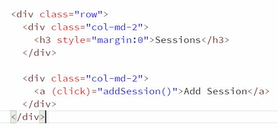 <div class="row">
<div class="col-md-2">
<h3 style="margin:0">Sessions</h3>
</div>
<div class="col-md-2">
<a (click)="addSession()">Add Session</a>
</div>
</div>